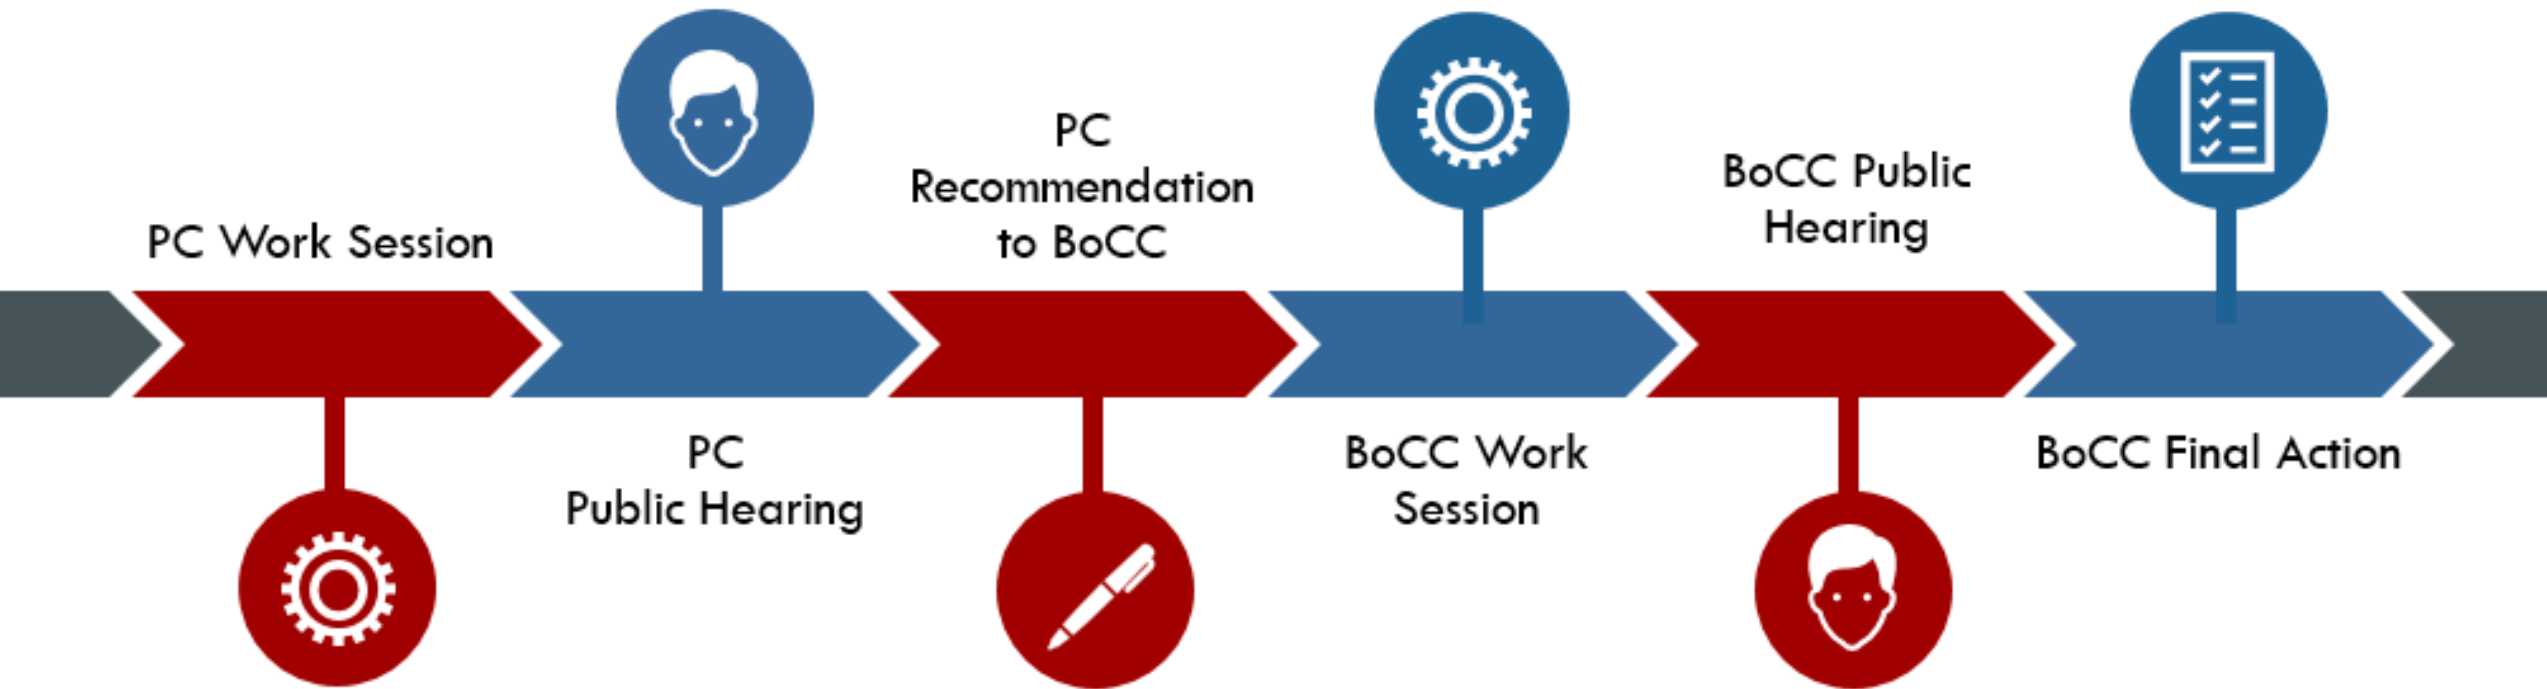 PC Work Session
PC
Public Hearing
PC
Recommendation
to BoCC
BoCC Work
Session
BoCC Public
Hearing
BoCC Final Action